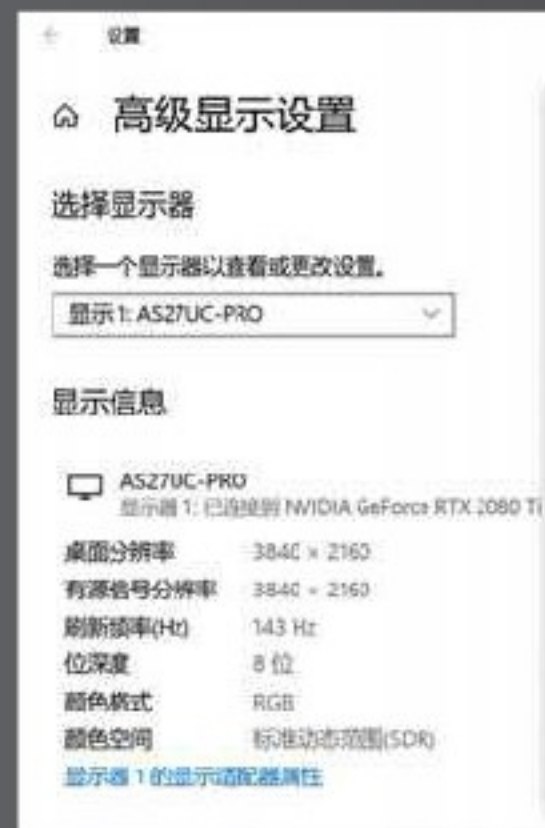 设置
高级显示设置
选择显示器
选择一个显示器以查看或更改设置。
显示1: AS27UC-PRO
显示信息
AS27UC-PRO
显示器 1: 已连接到 NVIDIA GeForce RTX 2080 Ti
桌面分辨率 3840 × 2160
有源信号分辨率 3840 × 2160
刷新频率(Hz) 143 Hz
位深度 8 位
颜色格式 RGB
颜色空间 标准动态范围(SDR)
显示器 1 的显示适配器属性